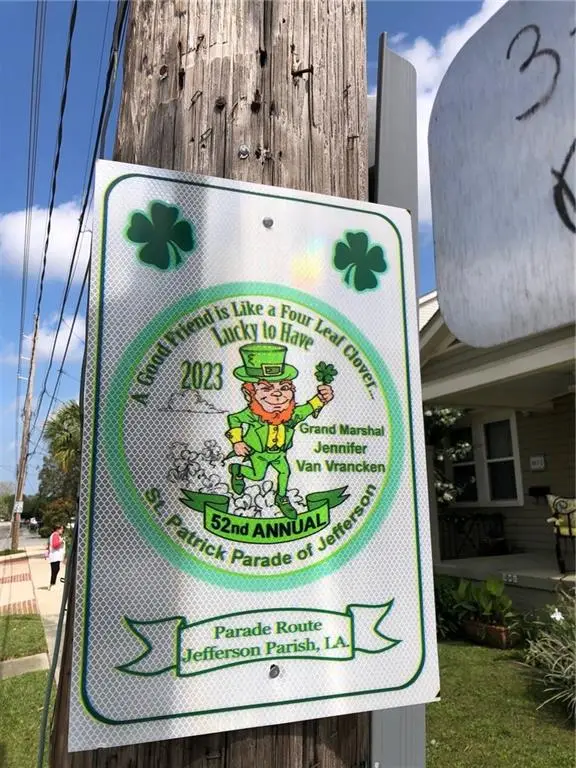 A Good Friend is Like a Four Leaf Clover...
Lucky to Have
2023
Grand Marshal
Jennifer
Van Vrancken
52nd ANNUAL
St. Patrick Parade of Jefferson
Parade Route
Jefferson Parish, LA.
3